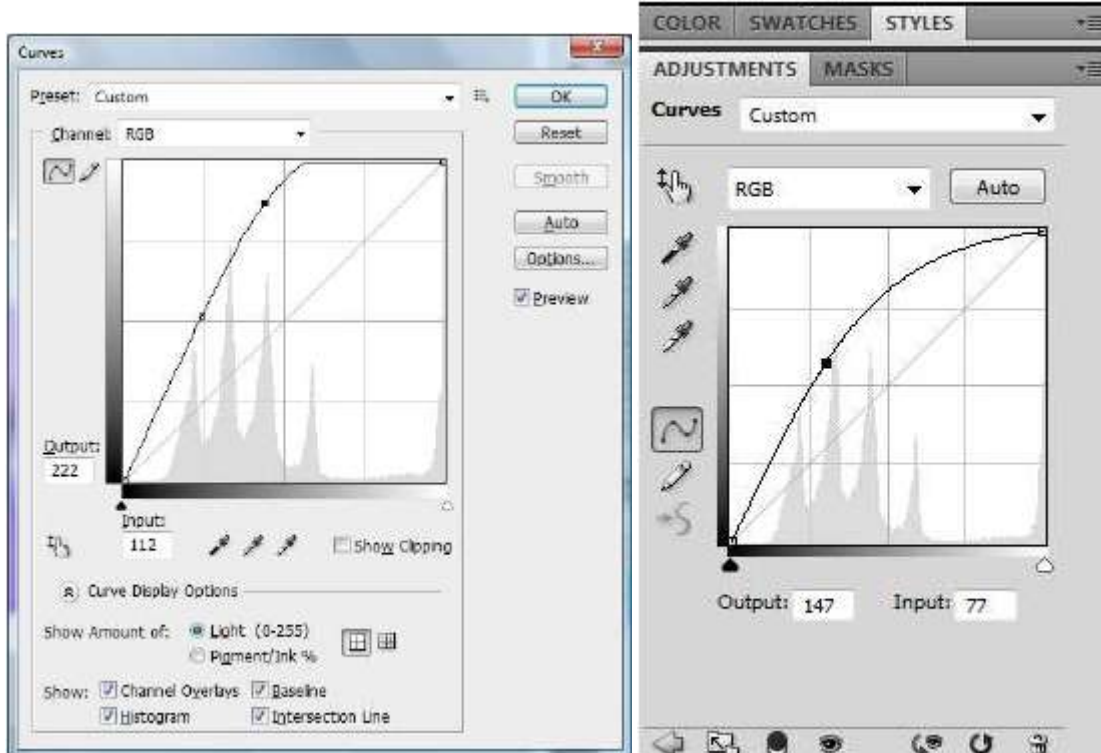 Curves
Preset: Custom
OK
Channel: RGB
Reset
Smooth
Auto
Options...
Preview
Output:
222
Input:
112
Show Clipping
Curve Display Options
Show Amount of: Light (0-255)
Pigment/Ink %
Show: Channel Overlays Baseline
Histogram Intersection Line
COLOR SWATCHES STYLES
ADJUSTMENTS MASKS
Curves Custom
RGB Auto
Output: 147 Input: 77